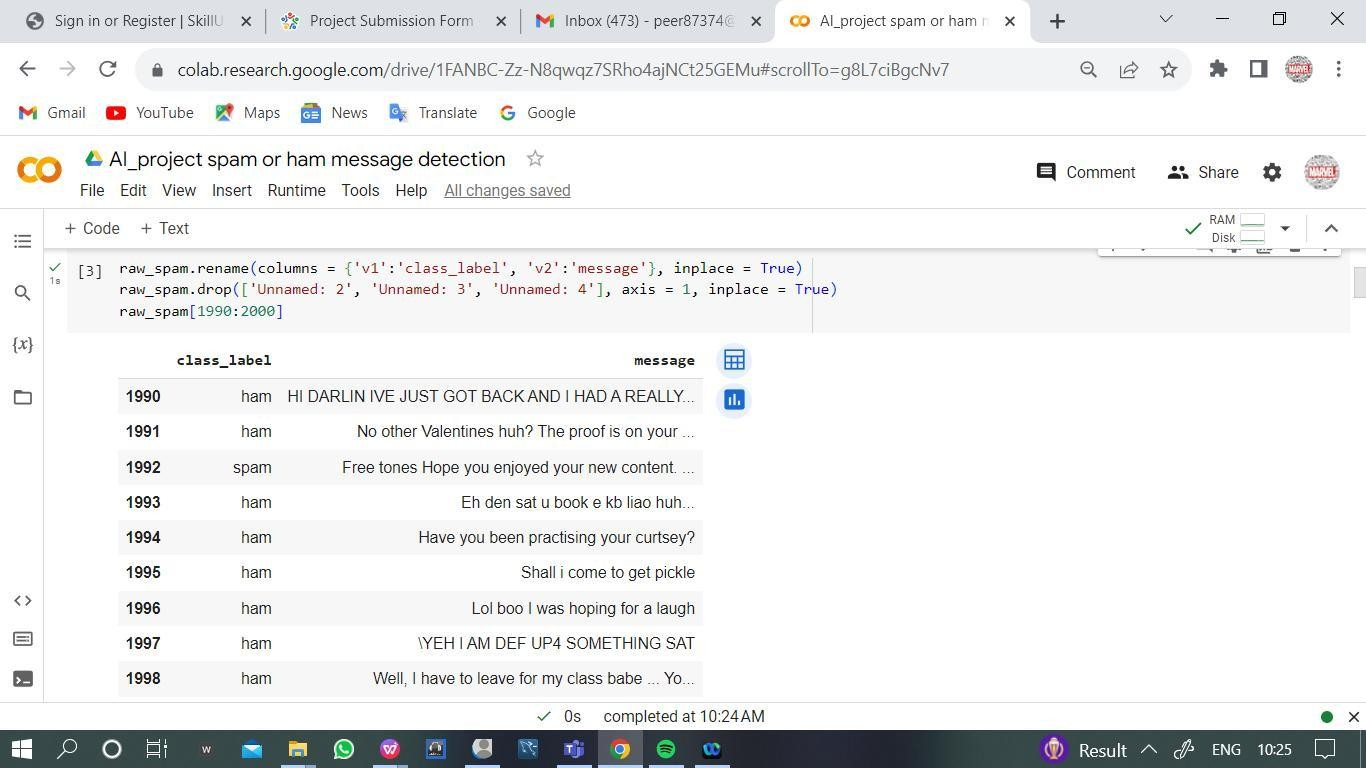 Sign in or Register | SkillU
Project Submission Form
Inbox (473) - peer87374@
AI_project spam or ham m
colab.research.google.com/drive/1FANBC-Zz-N8qwqz7SRho4ajNCt25GEMu#scrollTo=g8L7ciBgcNv7
MARVEL
Gmail YouTube Maps News Translate Google
AI_project spam or ham message detection
Comment Share
MARVEL
File Edit View Insert Runtime Tools Help All changes saved
+ Code + Text
RAM
Disk
[3] raw_spam.rename(columns = {'v1':'class_label', 'v2':'message'}, inplace = True)
1s
raw_spam.drop(['Unnamed: 2', 'Unnamed: 3', 'Unnamed: 4'], axis = 1, inplace = True)
raw_spam[1990:2000]
{x}
class_label message
1990 ham HI DARLIN IVE JUST GOT BACK AND I HAD A REALLY...
1991 ham No other Valentines huh? The proof is on your ...
1992 spam Free tones Hope you enjoyed your new content. ...
1993 ham Eh den sat u book e kb liao huh...
1994 ham Have you been practising your curtsey?
1995 ham Shall i come to get pickle
1996 ham Lol boo I was hoping for a laugh
1997 ham \YEH I AM DEF UP4 SOMETHING SAT
1998 ham Well, I have to leave for my class babe ... Yo...
0s completed at 10:24 AM
Result ENG 10:25